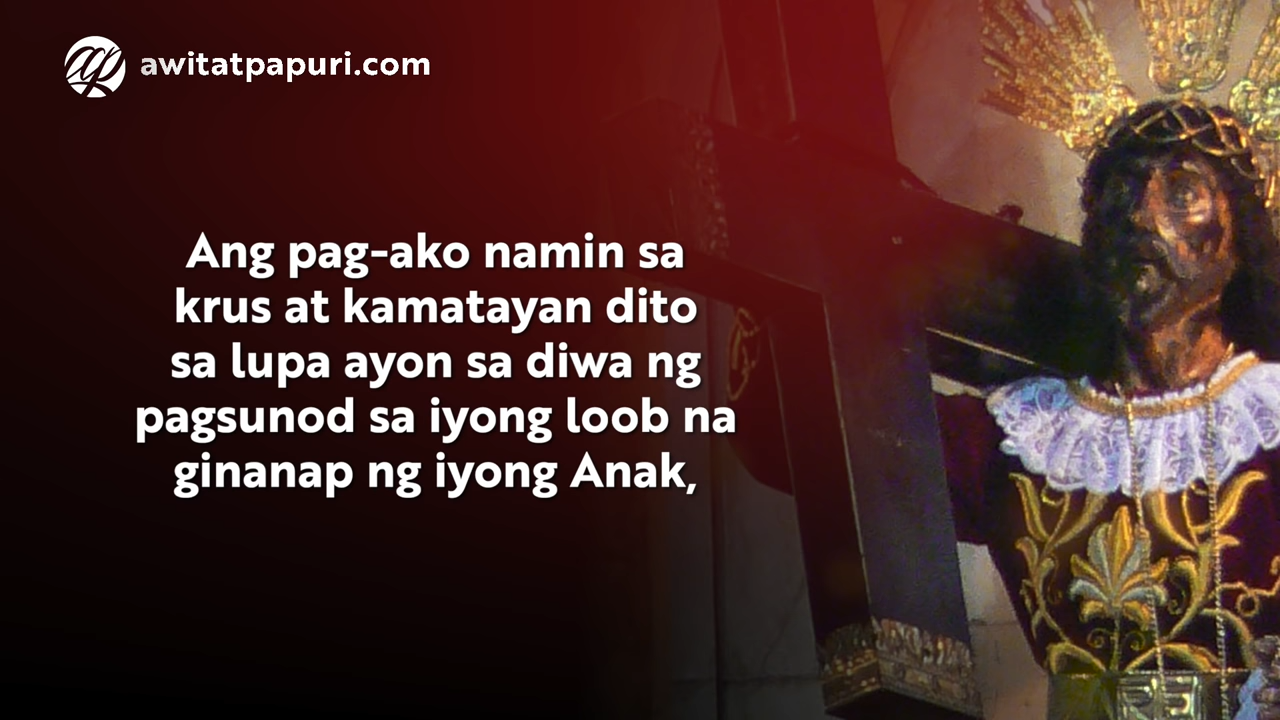 awitatpapuri.com
Ang pag-ako namin sa
krus at kamatayan dito
sa lupa ayon sa diwa ng
pagsunod sa iyong loob na
ginanap ng iyong Anak,